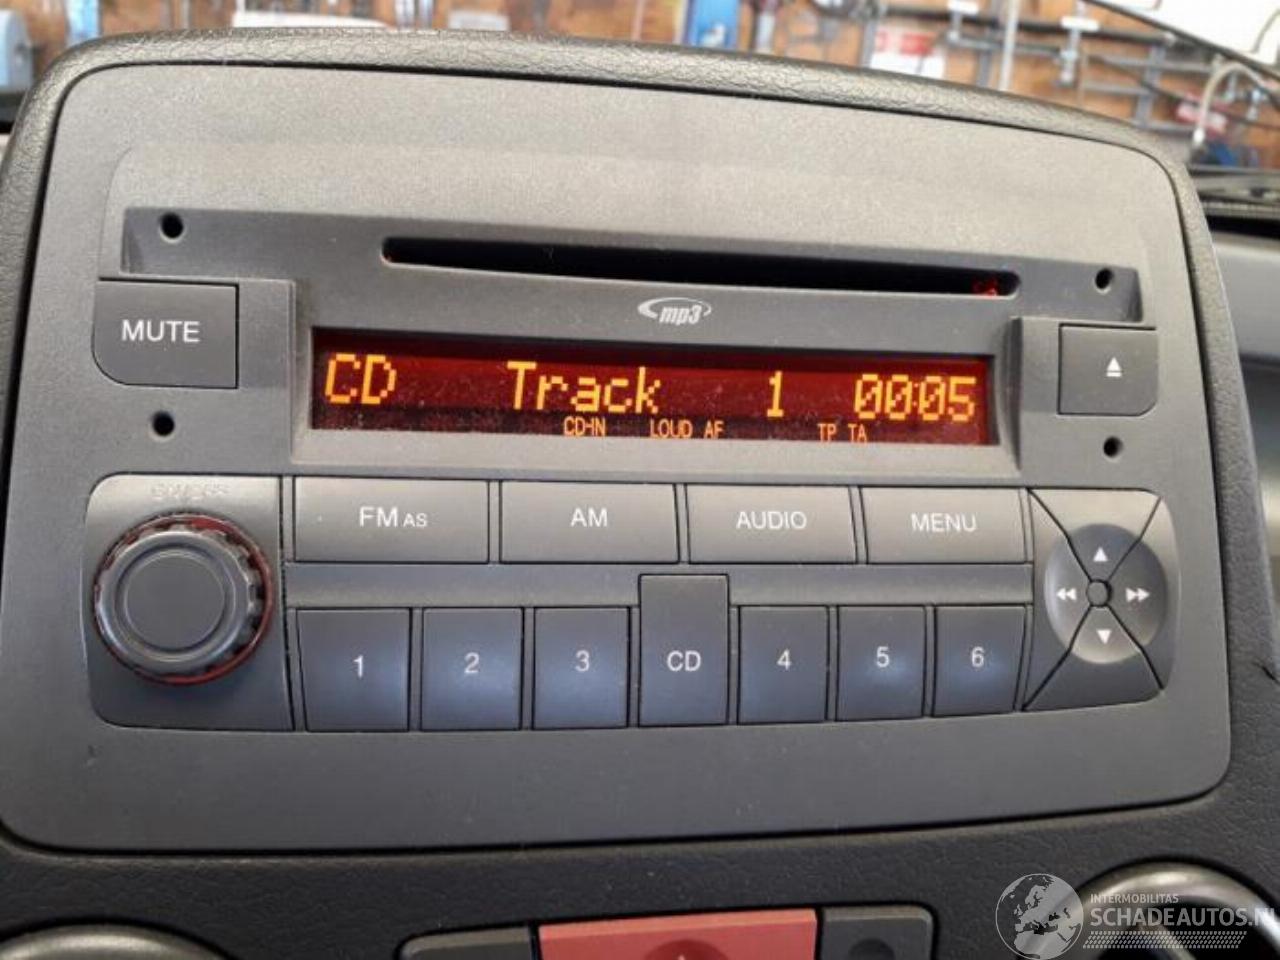 mp3
MUTE
CD Track 1 00:05
CD-IN LOUD AF TP TA
FM AS AM AUDIO MENU
1 2 3 CD 4 5 6
INTERMOBILITAS
SCHADEAUTOS.NL